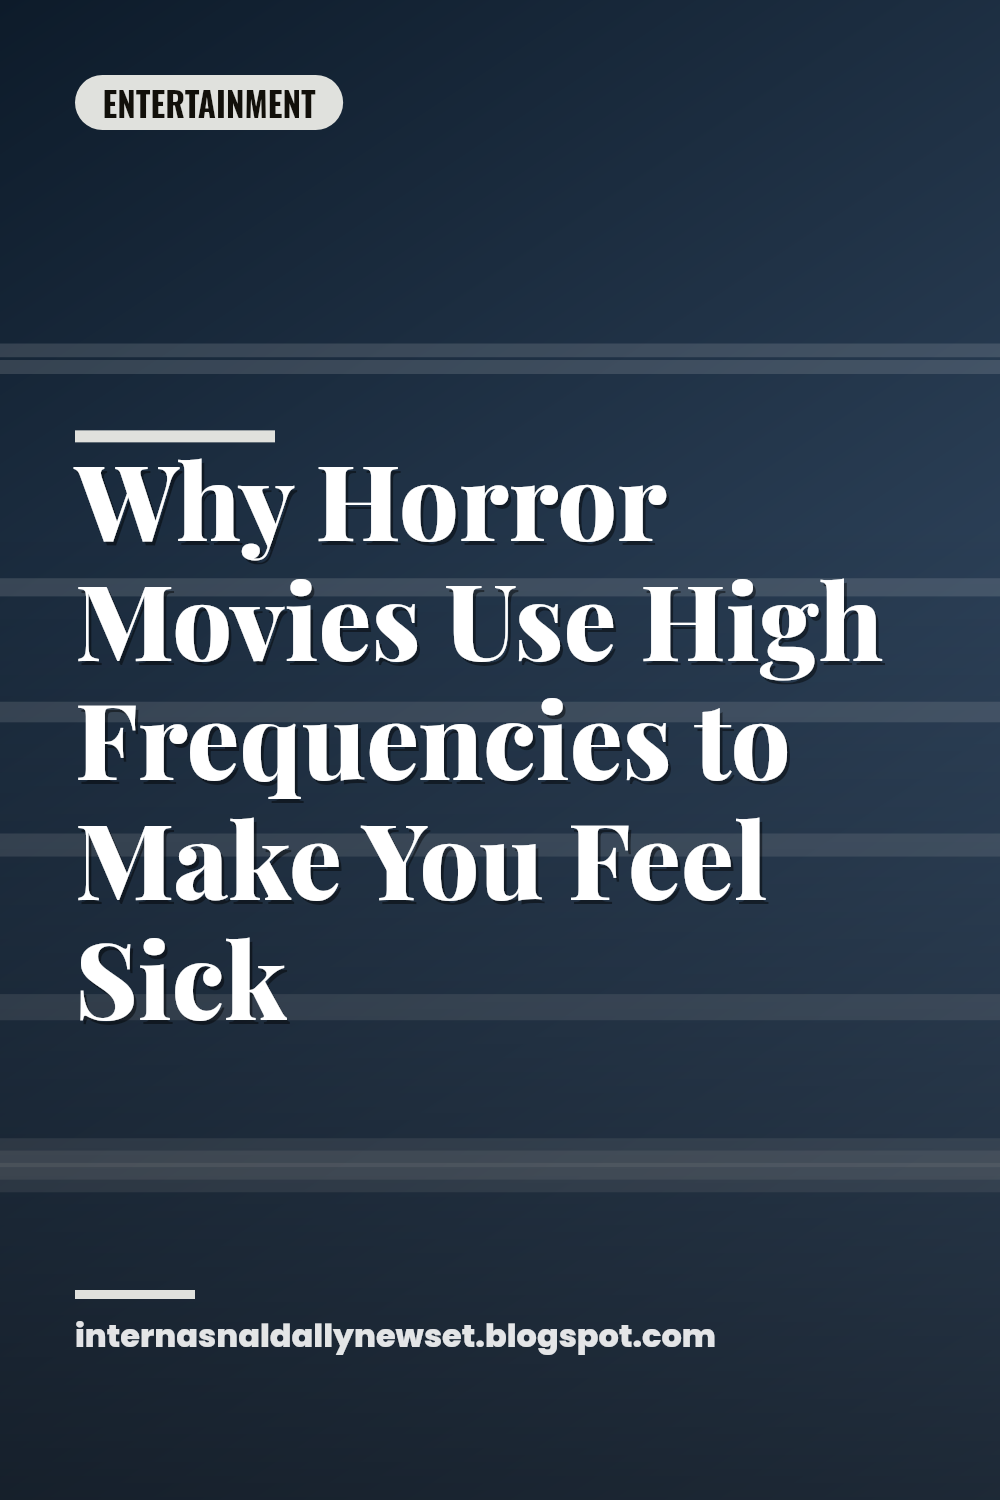 ENTERTAINMENT
Why Horror
Movies Use High
Frequencies to
Make You Feel
Sick
internasnaldallynewset.blogspot.com